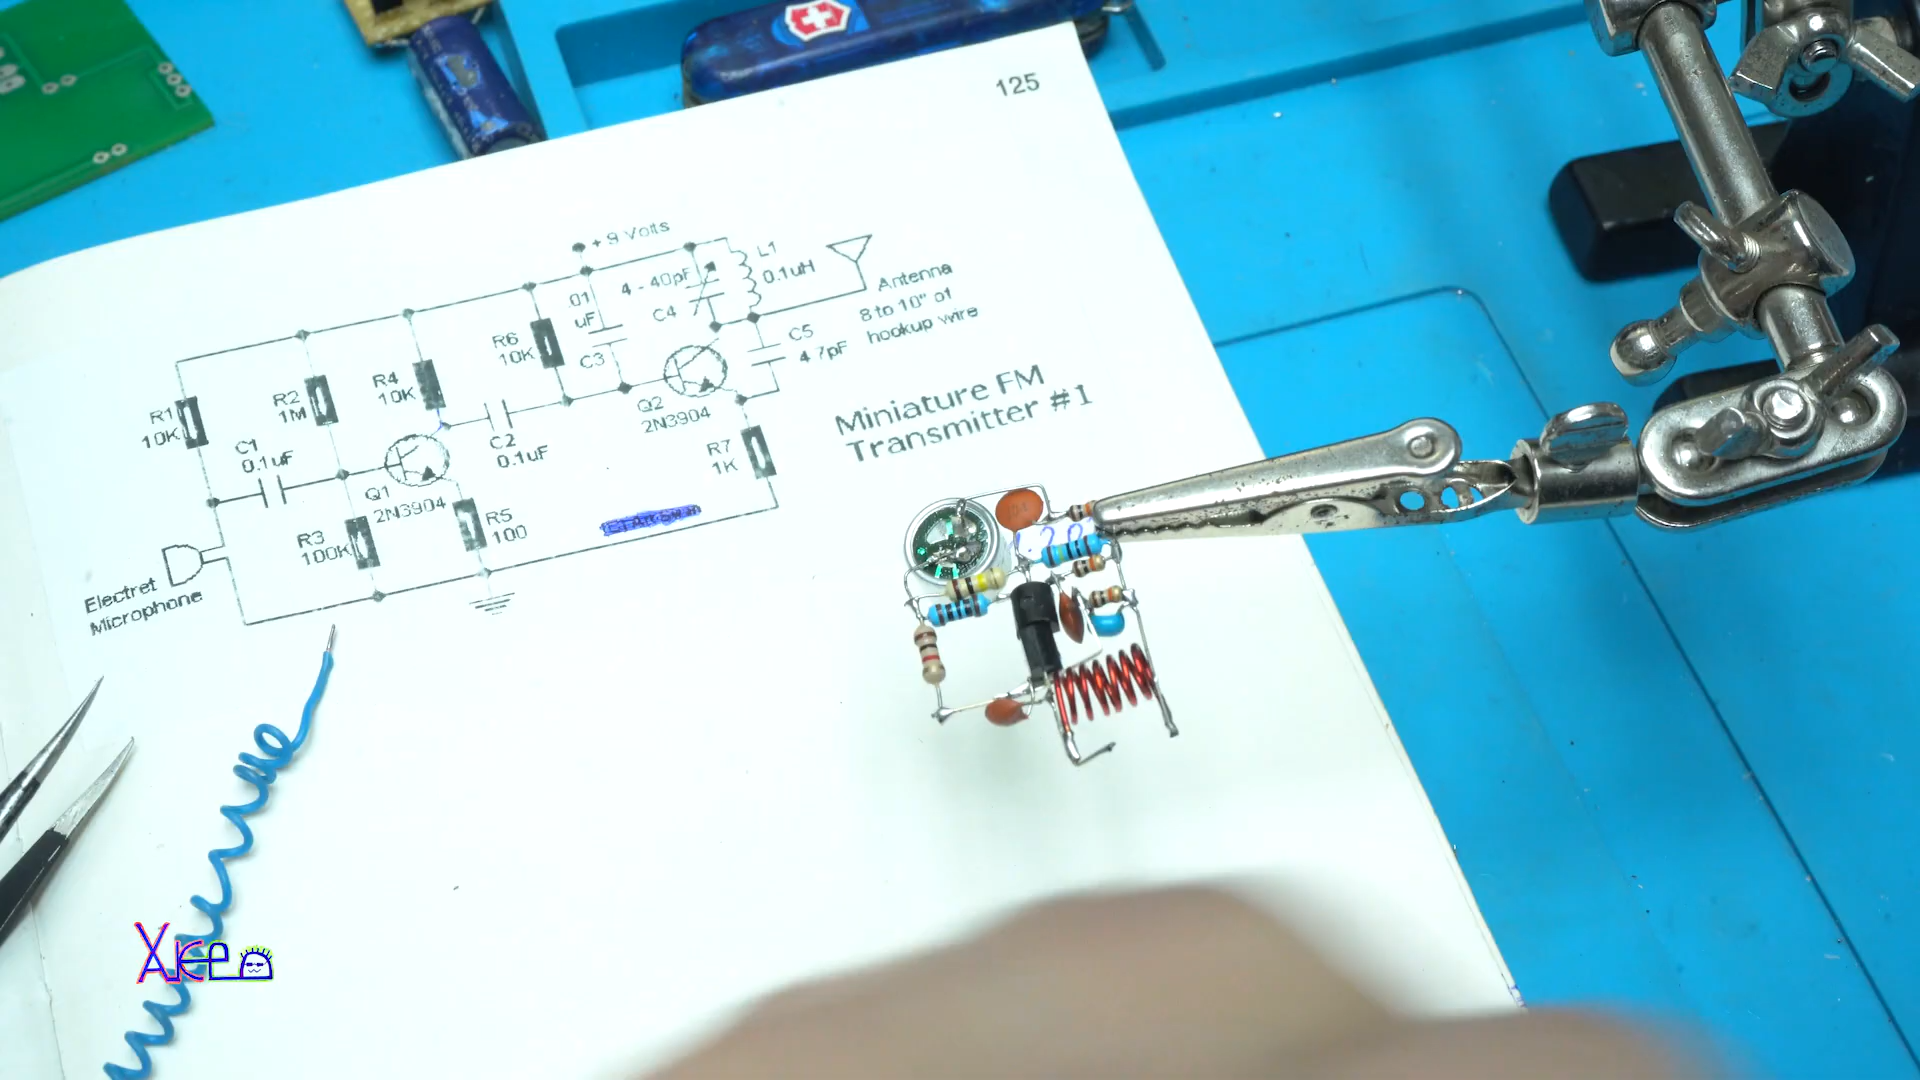 125
+ 9 Volts
L1
0.1uH
4 - 40pF
C4
.01
uF
C3
Antenna
8 to 10" of
hookup wire
R6
10K
C5
4.7pF
R1
10K
R2
1M
R4
10K
C1
0.1uF
C2
0.1uF
Q2
2N3904
R7
1K
Miniature FM
Transmitter #1
Q1
2N3904
R3
100K
R5
100
Electret
Microphone